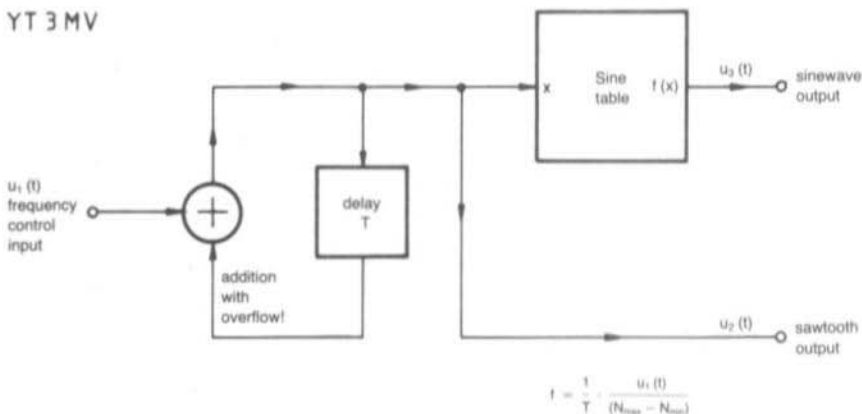 YT 3 MV
u₁ (t)
frequency
control
input
+
addition
with
overflow!
delay
T
x
Sine
table
f (x)
u₃ (t)
sinewave
output
u₂ (t)
sawtooth
output
f = 1/T · u₁ (t)/(Nmax − Nmin)